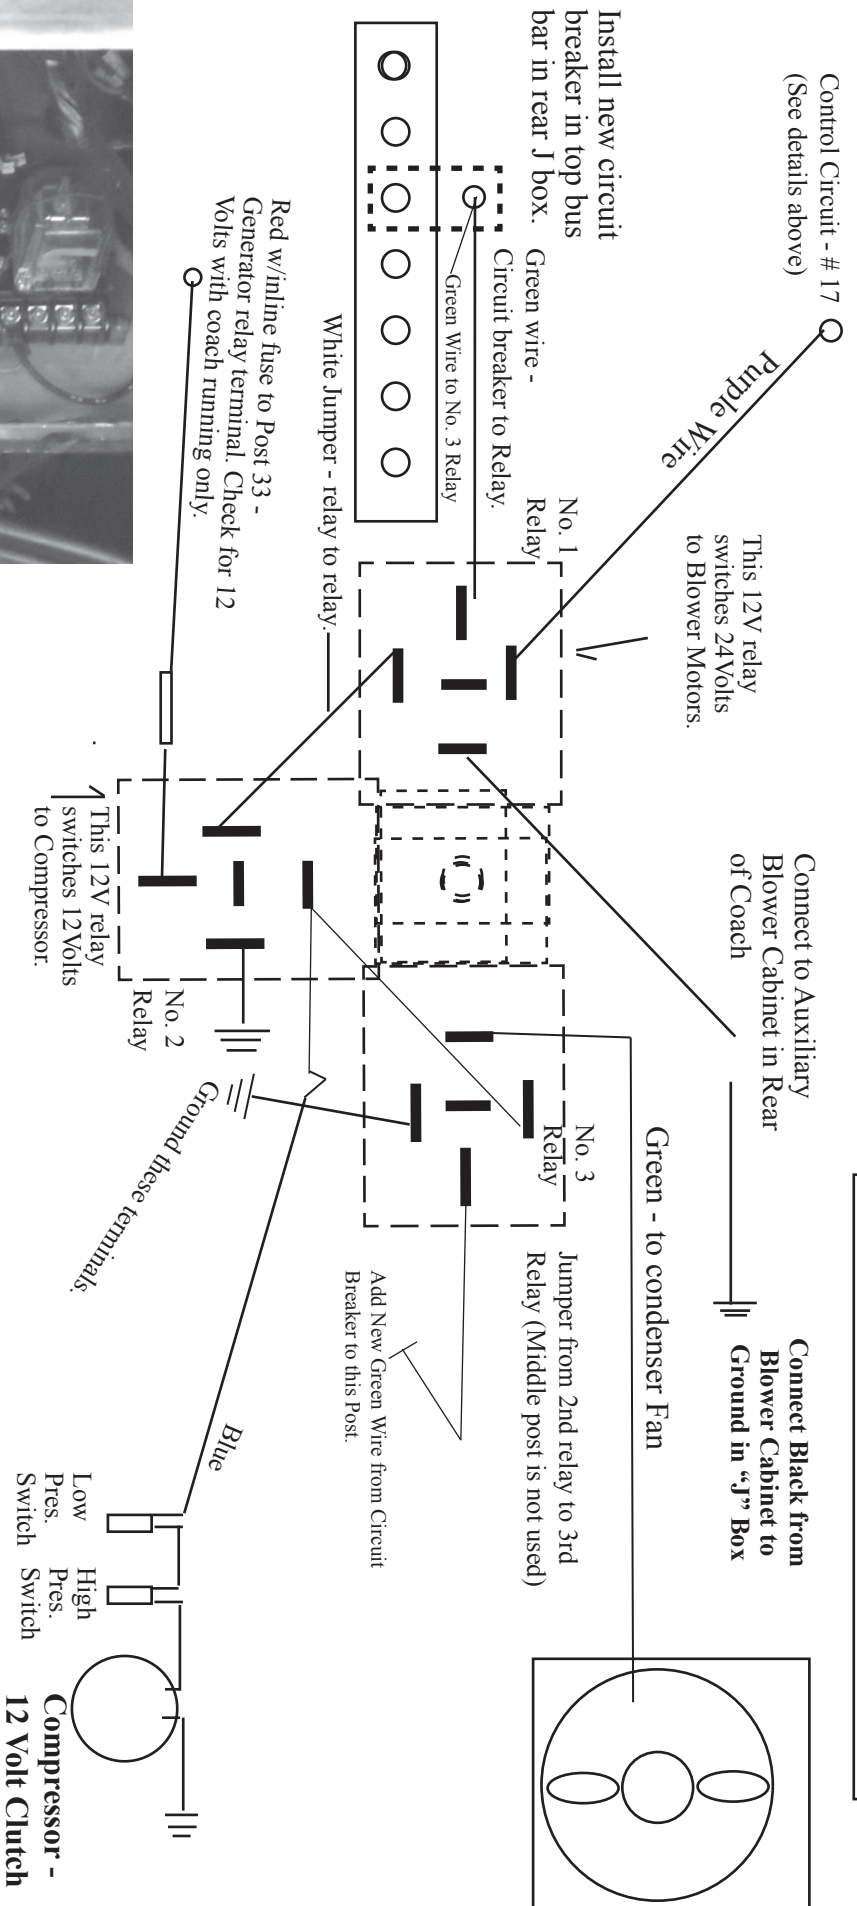 Control Circuit - # 17
(See details above)
Purple Wire
Install new circuit
breaker in top bus
bar in rear J box.
Green wire -
Circuit breaker to Relay.
Green Wire to No. 3 Relay
White Jumper - relay to relay.
Red w/inline fuse to Post 33 -
Generator relay terminal. Check for 12
Volts with coach running only.
No. 1
Relay
This 12V relay
switches 24Volts
to Blower Motors.
Connect to Auxiliary
Blower Cabinet in Rear
of Coach
This 12V relay
switches 12Volts
to Compressor.
No. 2
Relay
Ground these terminals.
No. 3
Relay
Green - to condenser Fan
Connect Black from
Blower Cabinet to
Ground in “J” Box
Jumper from 2nd relay to 3rd
Relay (Middle post is not used)
Add New Green Wire from Circuit
Breaker to this Post.
Blue
Low
Pres.
Switch
High
Pres.
Switch
Compressor -
12 Volt Clutch